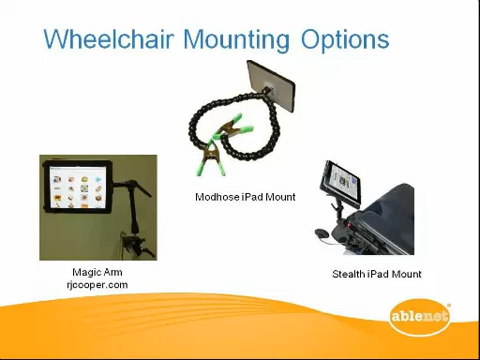 Wheelchair Mounting Options
Modhose iPad Mount
Magic Arm
rjcooper.com
Stealth iPad Mount
ablenet